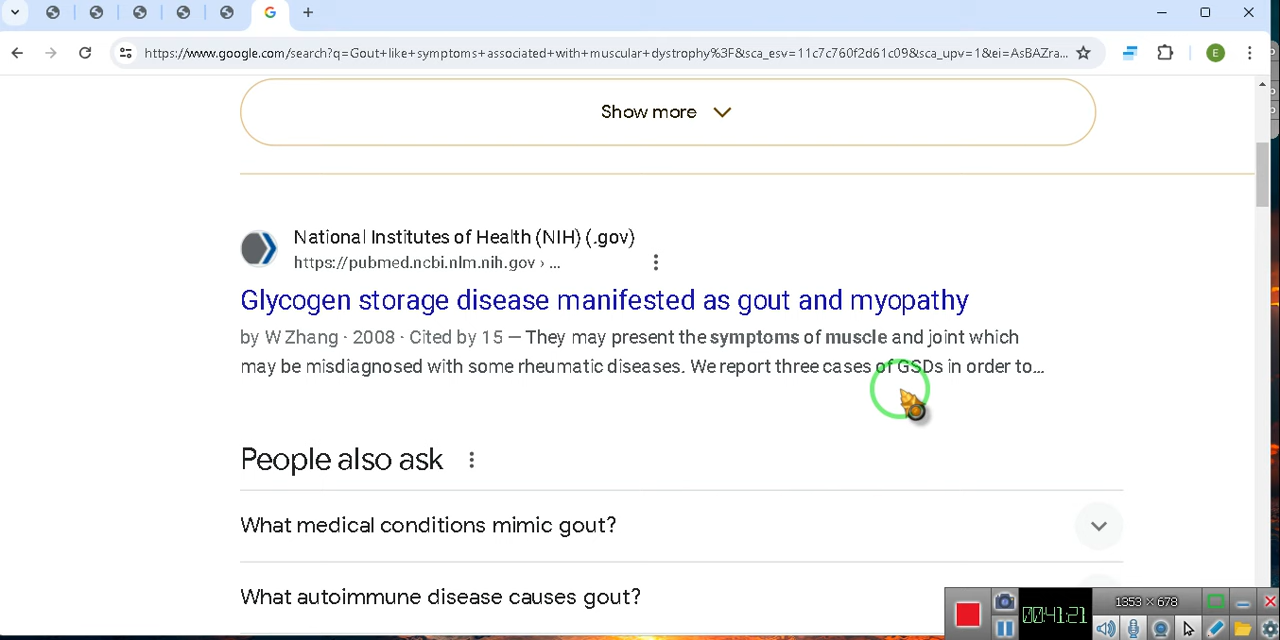 https://www.google.com/search?q=Gout+like+symptoms+associated+with+muscular+dystrophy%3F&sca_esv=11c7c760f2d61c09&sca_upv=1&ei=AsBAZra...
E
Show more
National Institutes of Health (NIH) (.gov)
https://pubmed.ncbi.nlm.nih.gov › ...
Glycogen storage disease manifested as gout and myopathy
by W Zhang · 2008 · Cited by 15 — They may present the symptoms of muscle and joint which
may be misdiagnosed with some rheumatic diseases. We report three cases of GSDs in order to...
People also ask
What medical conditions mimic gout?
What autoimmune disease causes gout?
1353 × 678
00:41:21